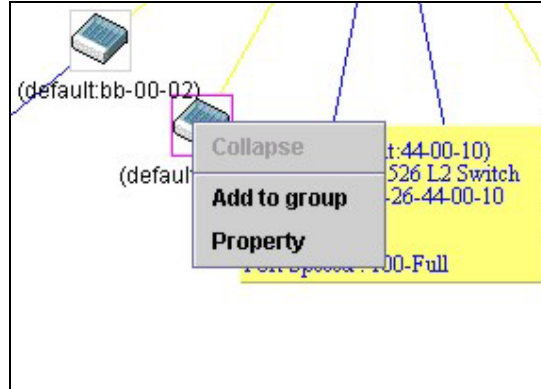 (default:bb-00-02)
(defaul
Collapse
Add to group
Property
t:44-00-10)
526 L2 Switch
-26-44-00-10
00-Full